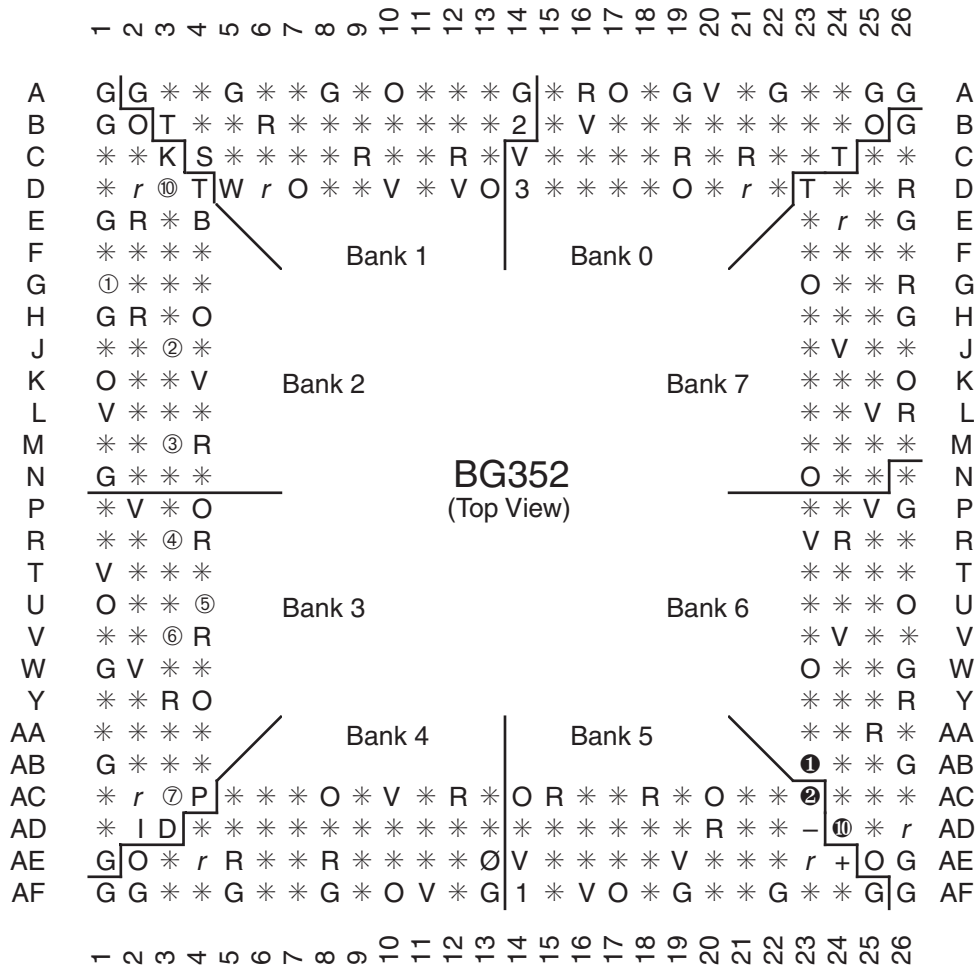 1 2 3 4 5 6 7 8 9 10 11 12 13 14 15 16 17 18 19 20 21 22 23 24 25 26
A G G ✳ ✳ G ✳ ✳ G ✳ O ✳ ✳ ✳ G ✳ R O ✳ G V ✳ G ✳ ✳ G G A
B G O T ✳ ✳ R ✳ ✳ ✳ ✳ ✳ ✳ ✳ 2 ✳ V ✳ ✳ ✳ ✳ ✳ ✳ ✳ ✳ O G B
C ✳ ✳ K S ✳ ✳ ✳ ✳ R ✳ ✳ R ✳ V ✳ ✳ ✳ ✳ R ✳ R ✳ ✳ T ✳ ✳ C
D ✳ r ⑩ T W r O ✳ ✳ V ✳ V O 3 ✳ ✳ ✳ ✳ O ✳ r ✳ T ✳ ✳ R D
E G R ✳ B ✳ r ✳ G E
F ✳ ✳ ✳ ✳ Bank 1 Bank 0 ✳ ✳ ✳ ✳ F
G ① ✳ ✳ ✳ O ✳ ✳ R G
H G R ✳ O ✳ ✳ ✳ G H
J ✳ ✳ ② ✳ ✳ V ✳ ✳ J
K O ✳ ✳ V Bank 2 Bank 7 ✳ ✳ ✳ O K
L V ✳ ✳ ✳ ✳ ✳ V R L
M ✳ ✳ ③ R ✳ ✳ ✳ ✳ M
N G ✳ ✳ ✳ BG352 O ✳ ✳ ✳ N
P ✳ V ✳ O (Top View) ✳ ✳ V G P
R ✳ ✳ ④ R V R ✳ ✳ R
T V ✳ ✳ ✳ ✳ ✳ ✳ ✳ T
U O ✳ ✳ ⑤ Bank 3 Bank 6 ✳ ✳ ✳ O U
V ✳ ✳ ⑥ R ✳ V ✳ ✳ V
W G V ✳ ✳ O ✳ ✳ G W
Y ✳ ✳ R O ✳ ✳ ✳ R Y
AA ✳ ✳ ✳ ✳ Bank 4 Bank 5 ✳ ✳ R ✳ AA
AB G ✳ ✳ ✳ ❶ ✳ ✳ G AB
AC ✳ r ⑦ P ✳ ✳ ✳ O ✳ V ✳ R ✳ O R ✳ ✳ R ✳ O ✳ ✳ ❷ ✳ ✳ ✳ AC
AD ✳ I D ✳ ✳ ✳ ✳ ✳ ✳ ✳ ✳ ✳ ✳ ✳ ✳ ✳ ✳ ✳ ✳ R ✳ ✳ – ❿ ✳ r AD
AE G O ✳ r R ✳ ✳ R ✳ ✳ ✳ ✳ Ø V ✳ ✳ ✳ ✳ V ✳ ✳ ✳ r + O G AE
AF G G ✳ ✳ G ✳ ✳ G ✳ O V ✳ G 1 ✳ V O ✳ G ✳ ✳ G ✳ ✳ G G AF
1 2 3 4 5 6 7 8 9 10 11 12 13 14 15 16 17 18 19 20 21 22 23 24 25 26